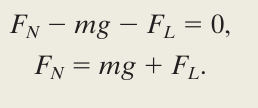 F_N − mg − F_L = 0,
F_N = mg + F_L.